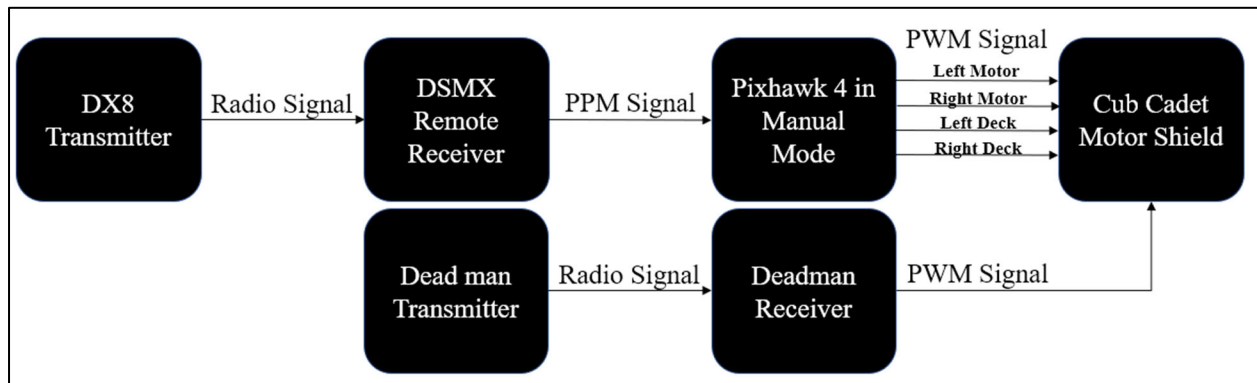 DX8
Transmitter
Radio Signal
DSMX
Remote
Receiver
PPM Signal
Pixhawk 4 in
Manual
Mode
PWM Signal
Left Motor
Right Motor
Left Deck
Right Deck
Cub Cadet
Motor Shield
Dead man
Transmitter
Radio Signal
Deadman
Receiver
PWM Signal